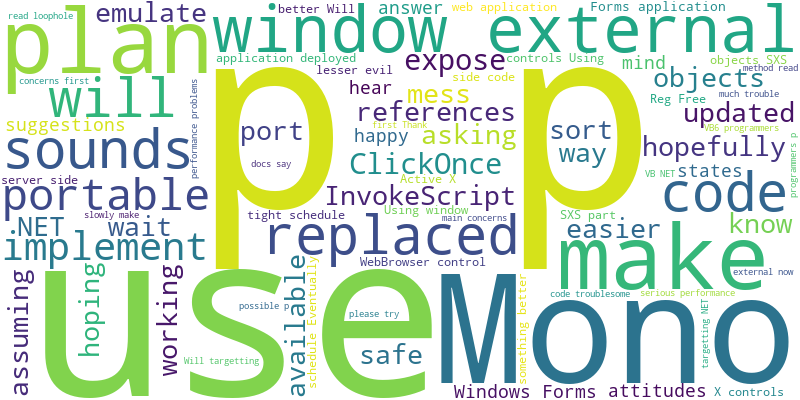 read loophole
emulate
better Will
answer
web application
Forms application
plan
window
external
concerns first
application deployed
expose
controls Using
mind
objects SXS
method read
lesser evil
side code
will
performance problems
hear
mess
objects
much trouble
p
p
Reg Free
updated
suggestions
references
first Thank
VB6 programmers
sounds
port
happy
asking
sort
hopefully
way
docs say
ClickOnce
states
VB NET
programmers p
server side
Active X
portable
InvokeScript
code
slowly make
tight schedule
Using window
main concerns
SXS part
know
NET
wait
replaced
easier
implement
WebBrowser control
make
external now
assuming
hoping
working
use
available
schedule Eventually
possible p
please try
Mono
something better
code troublesome
serious performance
targetting NET
Will targetting
safe
Windows Forms
attitudes
X controls